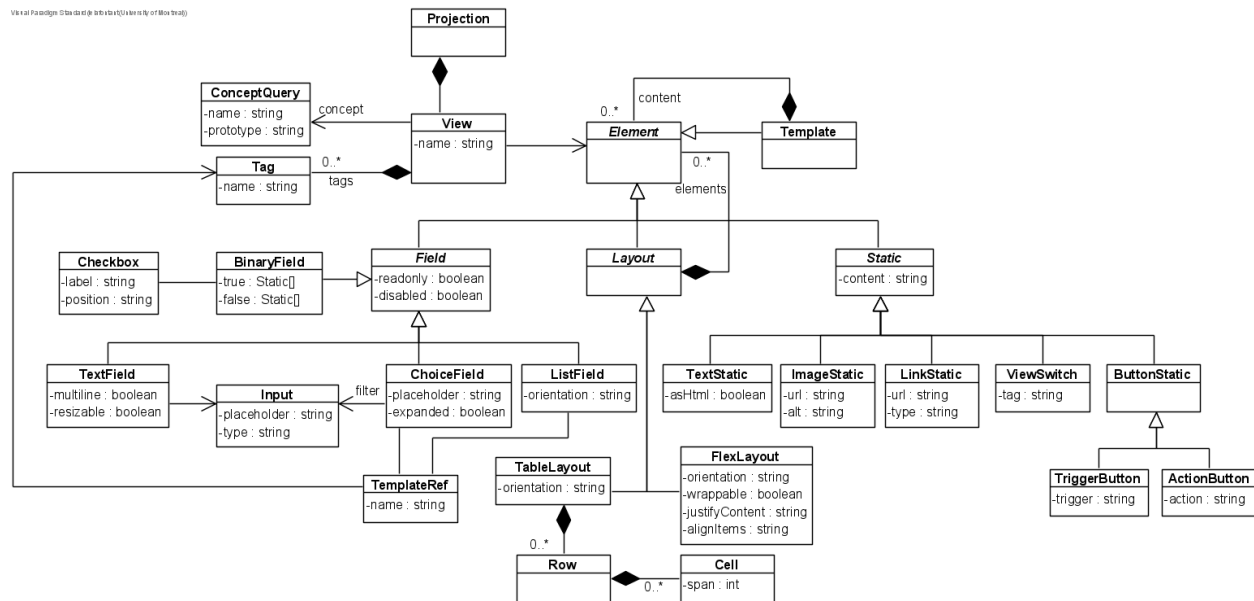 Visual Paradigm Standard(University of Montreal))
Projection
ConceptQuery
-name : string
-prototype : string
concept
View
-name : string
0..*
content
Element
Template
Tag
-name : string
0..*
tags
0..*
elements
Checkbox
-label : string
-position : string
BinaryField
-true : Static[]
-false : Static[]
Field
-readonly : boolean
-disabled : boolean
Layout
Static
-content : string
TextField
-multiline : boolean
-resizable : boolean
Input
-placeholder : string
-type : string
filter
ChoiceField
-placeholder : string
-expanded : boolean
ListField
-orientation : string
TextStatic
-asHtml : boolean
ImageStatic
-url : string
-alt : string
LinkStatic
-url : string
-type : string
ViewSwitch
-tag : string
ButtonStatic
TemplateRef
-name : string
TableLayout
-orientation : string
FlexLayout
-orientation : string
-wrappable : boolean
-justifyContent : string
-alignItems : string
TriggerButton
-trigger : string
ActionButton
-action : string
0..*
Row
0..*
Cell
-span : int